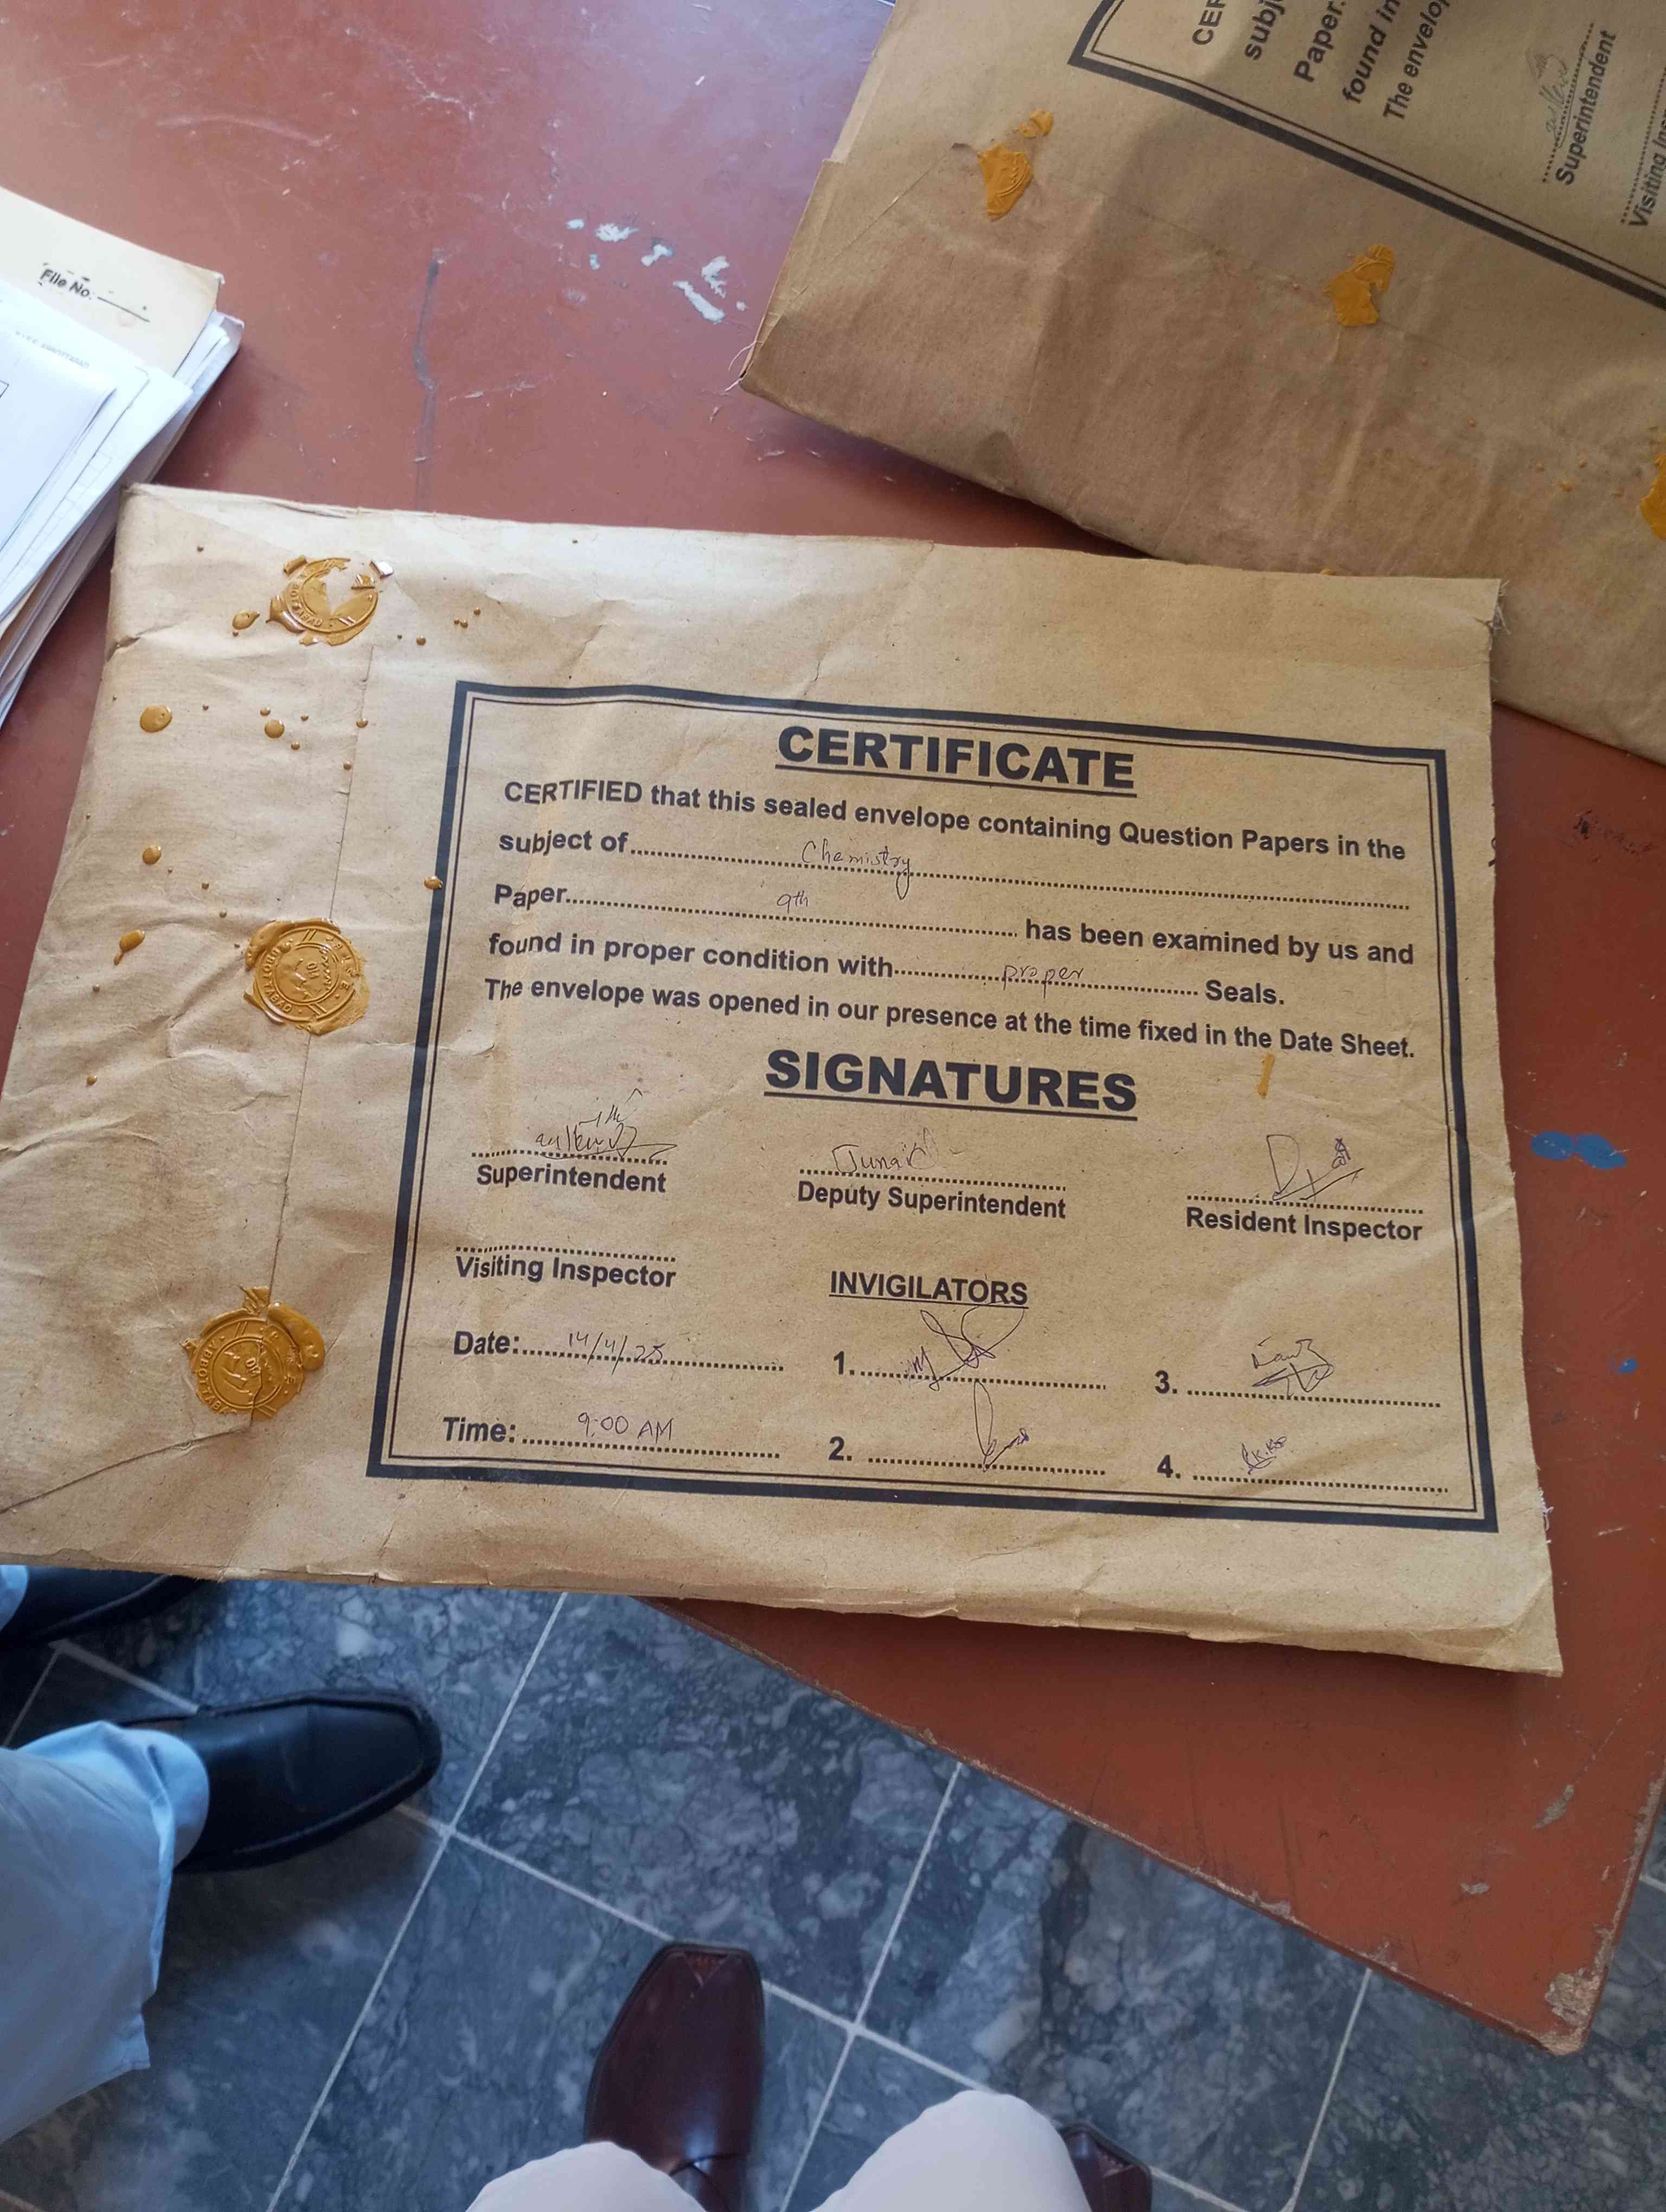 File No.
CER
subj
Paper.
found in
The envelop
Superintendent
Visiting Ins
CERTIFICATE
CERTIFIED that this sealed envelope containing Question Papers in the
subject of Chemistry
Paper 9th has been examined by us and
found in proper condition with proper Seals.
The envelope was opened in our presence at the time fixed in the Date Sheet.
SIGNATURES
Superintendent
Junaid
Deputy Superintendent
Resident Inspector
Visiting Inspector
INVIGILATORS
Date: 14/4/25
1.
3.
Time: 9:00 AM
2.
4.
ABBOTTABAD